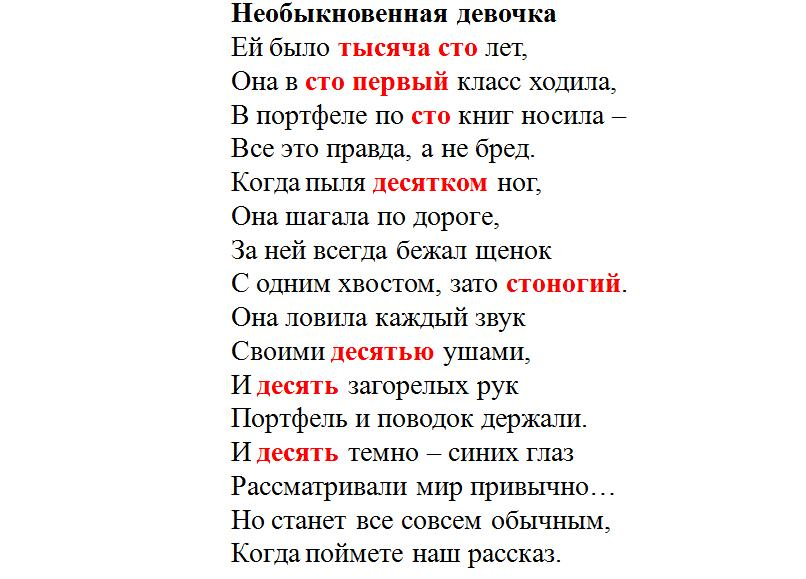 Необыкновенная девочка
Ей было тысяча сто лет,
Она в сто первый класс ходила,
В портфеле по сто книг носила –
Все это правда, а не бред.
Когда пыля десятком ног,
Она шагала по дороге,
За ней всегда бежал щенок
С одним хвостом, зато стоногий.
Она ловила каждый звук
Своими десятью ушами,
И десять загорелых рук
Портфель и поводок держали.
И десять темно – синих глаз
Рассматривали мир привычно…
Но станет все совсем обычным,
Когда поймете наш рассказ.